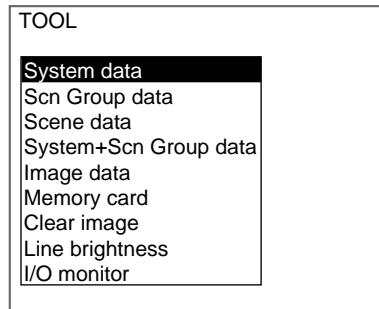 TOOL
System data
Scn Group data
Scene data
System+Scn Group data
Image data
Memory card
Clear image
Line brightness
I/O monitor